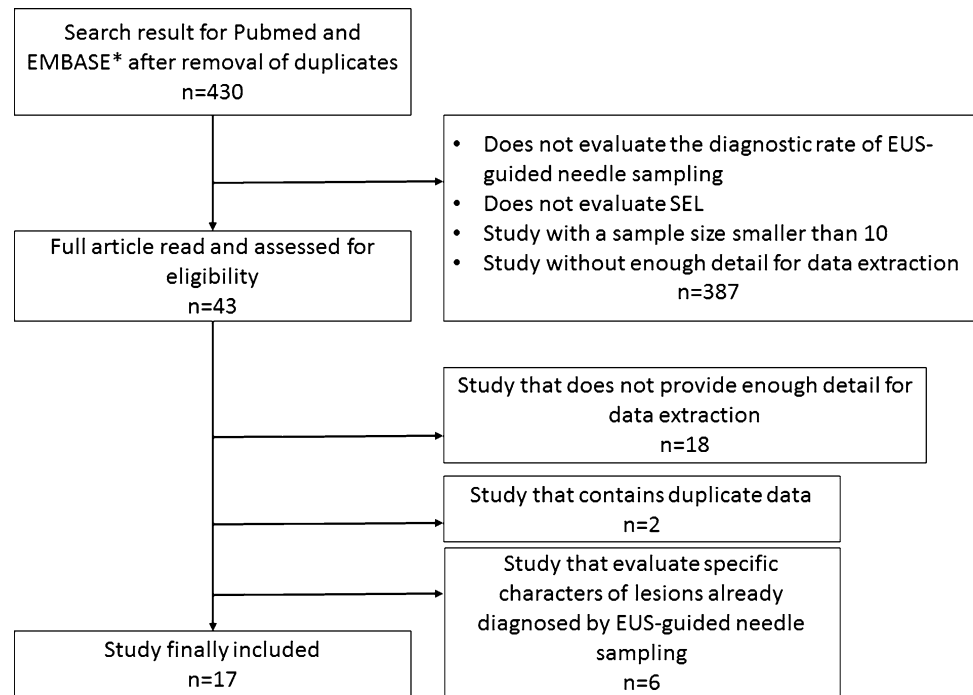 Search result for Pubmed and
EMBASE* after removal of duplicates
n=430
• Does not evaluate the diagnostic rate of EUS-
guided needle sampling
• Does not evaluate SEL
• Study with a sample size smaller than 10
• Study without enough detail for data extraction
n=387
Full article read and assessed for
eligibility
n=43
Study that does not provide enough detail for
data extraction
n=18
Study that contains duplicate data
n=2
Study that evaluate specific
characters of lesions already
diagnosed by EUS-guided needle
sampling
n=6
Study finally included
n=17